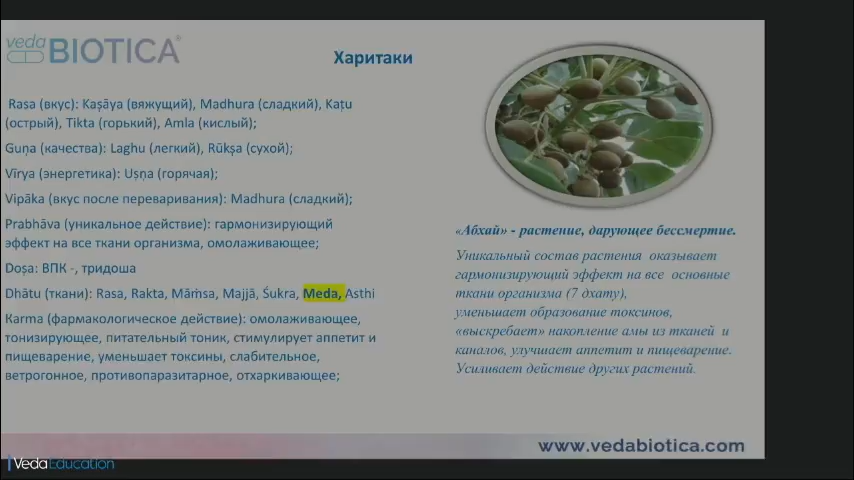 veda
BIOTICA®
Харитаки
Rasa (вкус): Kaṣāya (вяжущий), Madhura (сладкий), Kaṭu
(острый), Tikta (горький), Amla (кислый);
Guṇa (качества): Laghu (легкий), Rūkṣa (сухой);
Vīrya (энергетика): Uṣṇa (горячая);
Vipāka (вкус после переваривания): Madhura (сладкий);
Prabhāva (уникальное действие): гармонизирующий
эффект на все ткани организма, омолаживающее;
Doṣa: ВПК -, тридоша
Dhātu (ткани): Rasa, Rakta, Māṁsa, Majjā, Śukra, Meda, Asthi
Karma (фармакологическое действие): омолаживающее,
тонизирующее, питательный тоник, стимулирует аппетит и
пищеварение, уменьшает токсины, слабительное,
ветрогонное, противопаразитарное, отхаркивающее;
«Абхай» - растение, дарующее бессмертие.
Уникальный состав растения оказывает
гармонизирующий эффект на все основные
ткани организма (7 дхату),
уменьшает образование токсинов,
«выскребает» накопление амы из тканей и
каналов, улучшает аппетит и пищеварение.
Усиливает действие других растений.
www.vedabiotica.com
VedaEducation